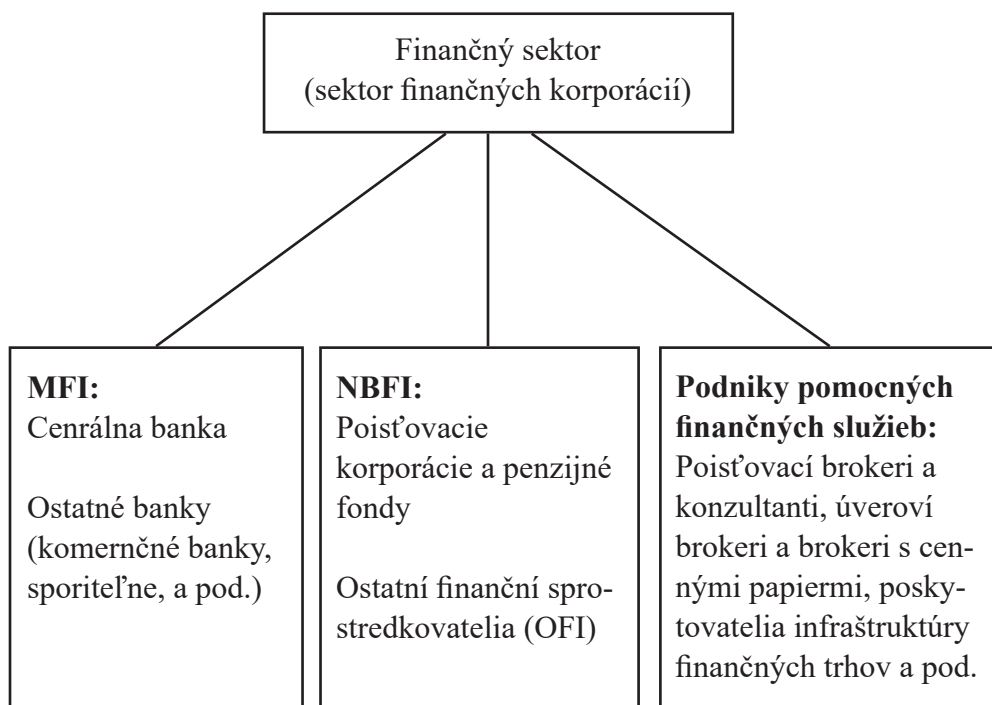 Finančný sektor
(sektor finančných korporácií)
MFI:
Cenrálna banka
Ostatné banky
(komernčné banky,
sporiteľne, a pod.)
NBFI:
Poisťovacie
korporácie a penzijné
fondy
Ostatní finanční spro-
stredkovatelia (OFI)
Podniky pomocných
finančných služieb:
Poisťovací brokeri a
konzultanti, úveroví
brokeri a brokeri s cen-
nými papiermi, posky-
tovatelia infraštruktúry
finančných trhov a pod.